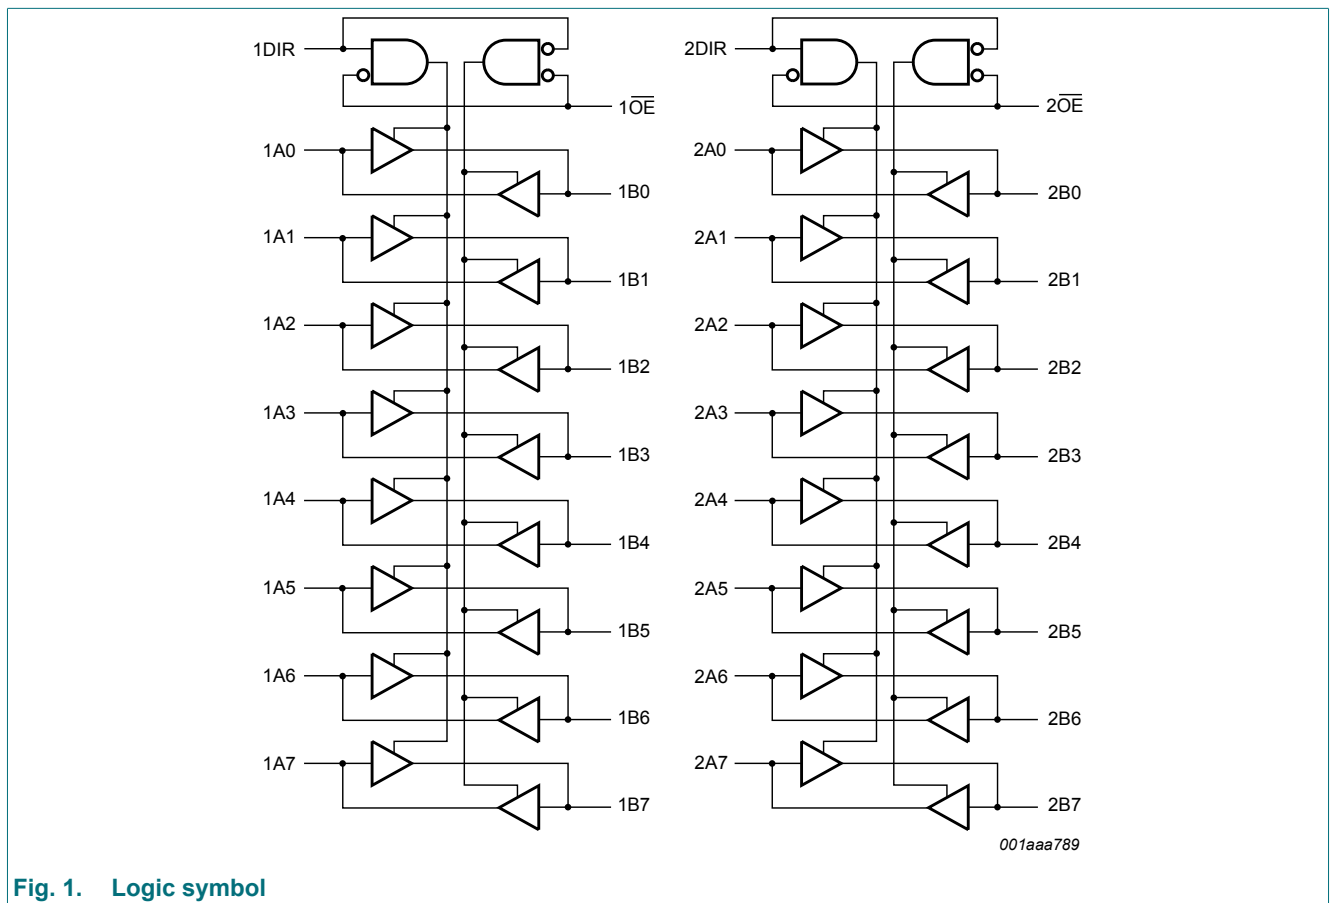 1DIR
1OE
1A0
1B0
1A1
1B1
1A2
1B2
1A3
1B3
1A4
1B4
1A5
1B5
1A6
1B6
1A7
1B7
2DIR
2OE
2A0
2B0
2A1
2B1
2A2
2B2
2A3
2B3
2A4
2B4
2A5
2B5
2A6
2B6
2A7
2B7
001aaa789
Fig. 1. Logic symbol